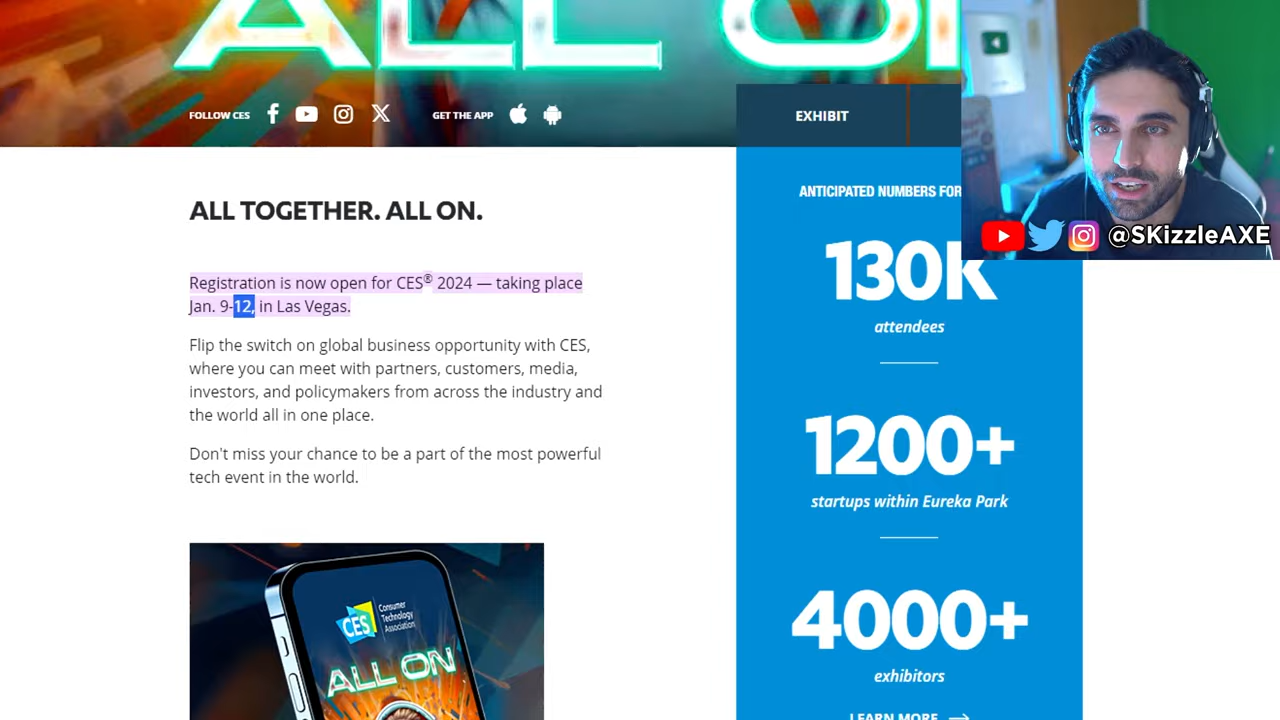 ALL ON
FOLLOW CES
GET THE APP
EXHIBIT
ALL TOGETHER. ALL ON.
Registration is now open for CES® 2024 — taking place
Jan. 9-12, in Las Vegas.
Flip the switch on global business opportunity with CES,
where you can meet with partners, customers, media,
investors, and policymakers from across the industry and
the world all in one place.
Don't miss your chance to be a part of the most powerful
tech event in the world.
CES
Consumer
Technology
Association
ALL ON
ANTICIPATED NUMBERS FOR
130K
attendees
1200+
startups within Eureka Park
4000+
exhibitors
LEARN MORE
@SKizzleAXE